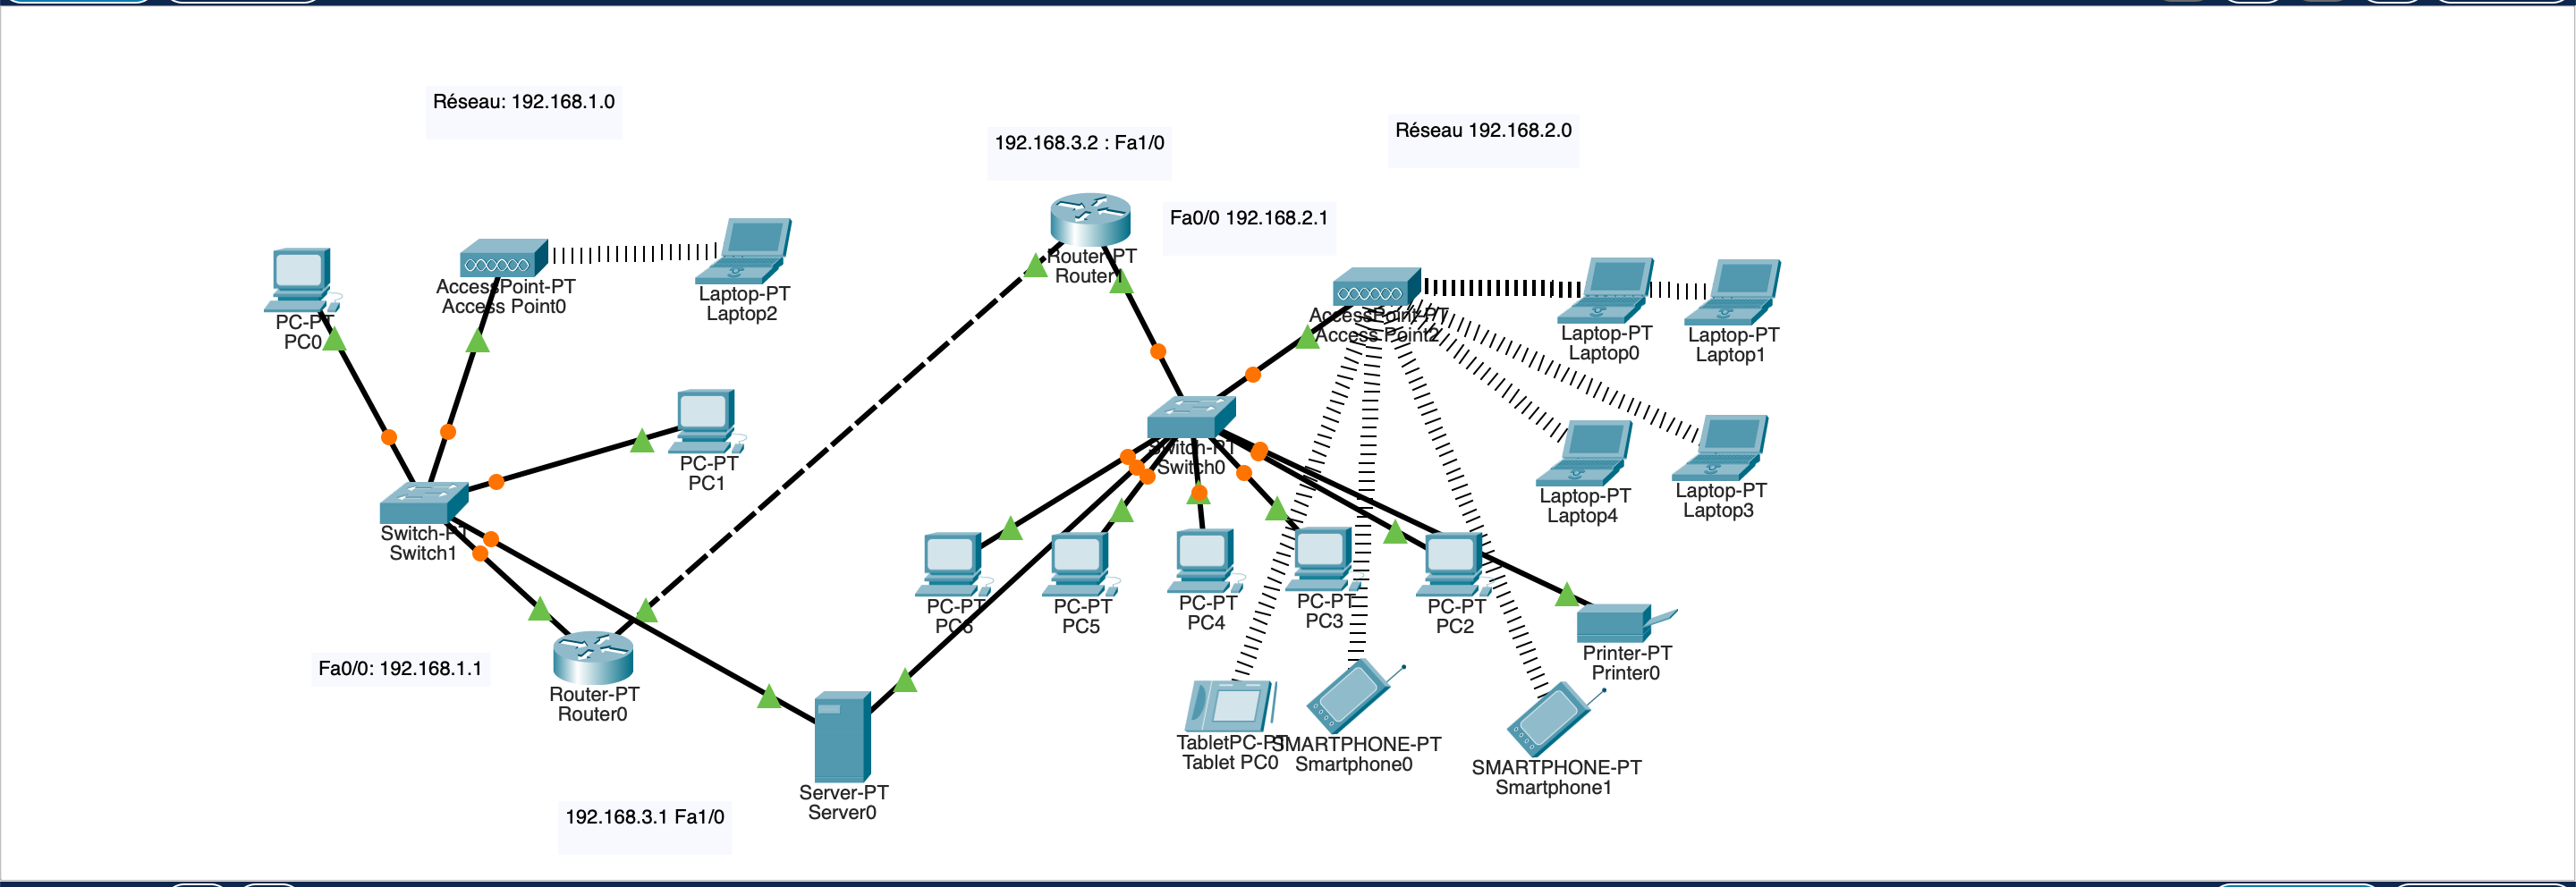 Réseau: 192.168.1.0
192.168.3.2 : Fa1/0
Réseau 192.168.2.0
Fa0/0 192.168.2.1
Router-PT
Router1
AccessPoint-PT
Access Point0
Laptop-PT
Laptop2
PC-PT
PC0
AccessPoint-PT
Access Point2
Laptop-PT
Laptop0
Laptop-PT
Laptop1
PC-PT
PC1
Switch-PT
Switch0
Laptop-PT
Laptop4
Laptop-PT
Laptop3
Switch-PT
Switch1
PC-PT
PC6
PC-PT
PC5
PC-PT
PC4
PC-PT
PC3
PC-PT
PC2
Printer-PT
Printer0
Fa0/0: 192.168.1.1
Router-PT
Router0
TabletPC-PT
Tablet PC0
SMARTPHONE-PT
Smartphone0
SMARTPHONE-PT
Smartphone1
Server-PT
Server0
192.168.3.1 Fa1/0